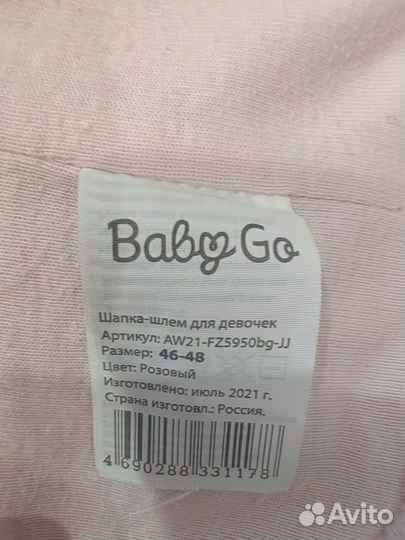 Baby Go
Шапка-шлем для девочек
Артикул: AW21-FZ5950bg-JJ
Размер: 46-48
Цвет: Розовый
Изготовлено: июль 2021 г.
Страна изготовл.: Россия.
4 690288 331178
Avito